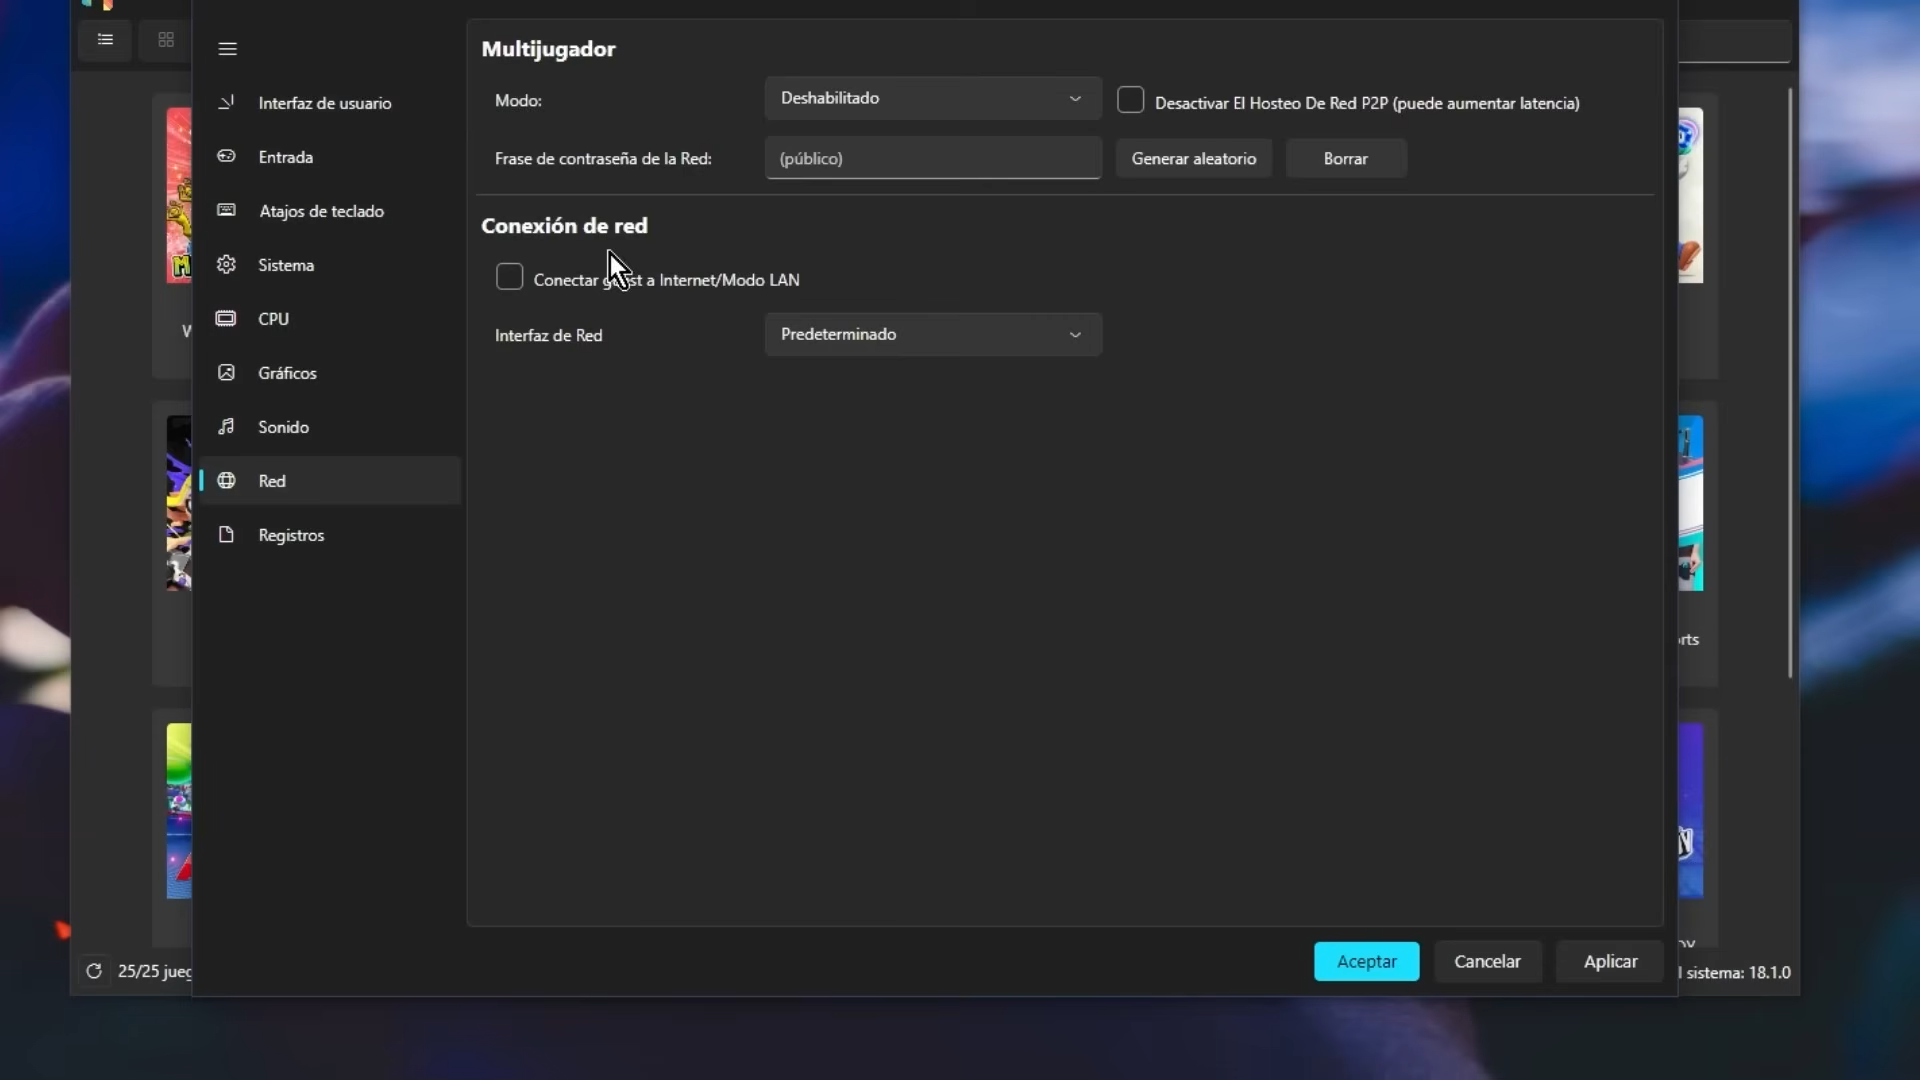 Multijugador
Interfaz de usuario
Modo:
Deshabilitado
Desactivar El Hosteo De Red P2P (puede aumentar latencia)
Entrada
Frase de contraseña de la Red:
(público)
Generar aleatorio
Borrar
Atajos de teclado
Conexión de red
Sistema
Conectar guest a Internet/Modo LAN
CPU
Interfaz de Red
Predeterminado
Gráficos
Sonido
Red
Registros
Aceptar
Cancelar
Aplicar
25/25 jueg
l sistema: 18.1.0